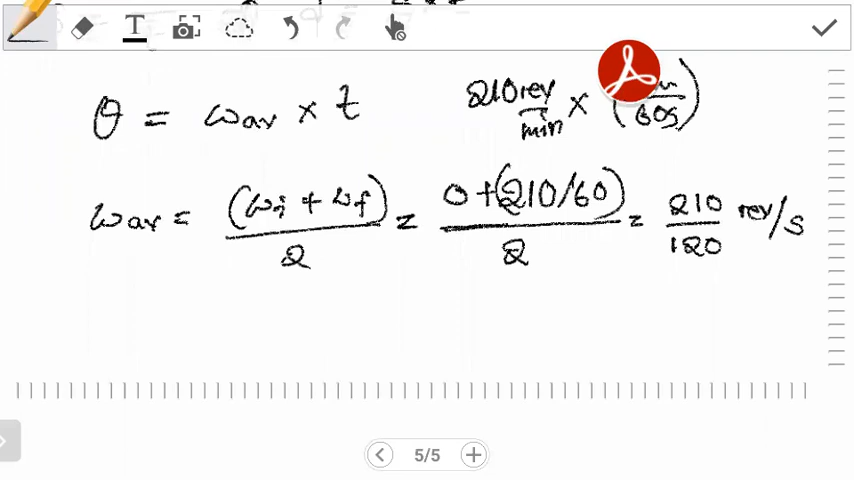 T
θ = ωav × t
210 rev/min × ( /60s)
ωav = (ωi + ωf)/2 = 0+(210/60)/2 = 210/120 rev/s
5/5